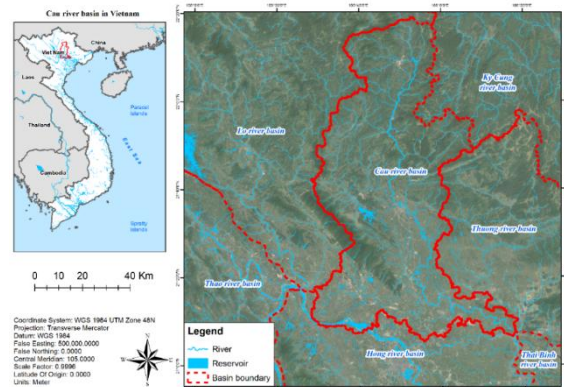 Cau river basin in Vietnam
China
Viet Nam
Laos
Paracel
Islands
Thailand
Cambodia
Spratly
Islands
0 20 40 Km
Coordinate System: WGS 1984 UTM Zone 48N
Projection: Transverse Mercator
Datum: WGS 1984
False Easting: 500,000.0000
False Northing: 0.0000
Central Meridian: 105.0000
Scale Factor: 0.9996
Latitude Of Origin: 0.0000
Units: Meter
N
W E
S
Ky Cung
river basin
Lo river basin
Cau river basin
Thuong river basin
Thao river basin
Hong river basin
Thai Binh
river basin
Legend
River
Reservoir
Basin boundary